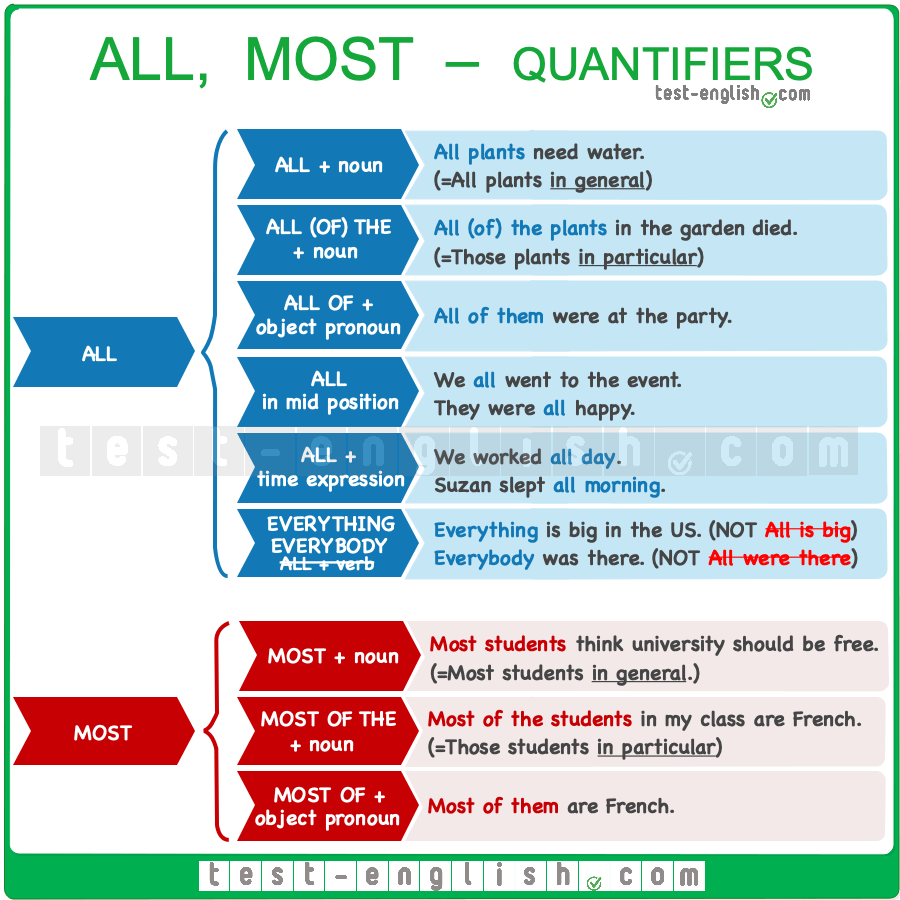 ALL, MOST – QUANTIFIERS
test-english.com
ALL
ALL + noun
All plants need water.
(=All plants in general)
ALL (OF) THE
+ noun
All (of) the plants in the garden died.
(=Those plants in particular)
ALL OF +
object pronoun
All of them were at the party.
ALL
in mid position
We all went to the event.
They were all happy.
test-english.com
ALL +
time expression
We worked all day.
Suzan slept all morning.
EVERYTHING
EVERYBODY
ALL + verb
Everything is big in the US. (NOT All is big)
Everybody was there. (NOT All were there)
MOST
MOST + noun
Most students think university should be free.
(=Most students in general.)
MOST OF THE
+ noun
Most of the students in my class are French.
(=Those students in particular)
MOST OF +
object pronoun
Most of them are French.
test-english.com